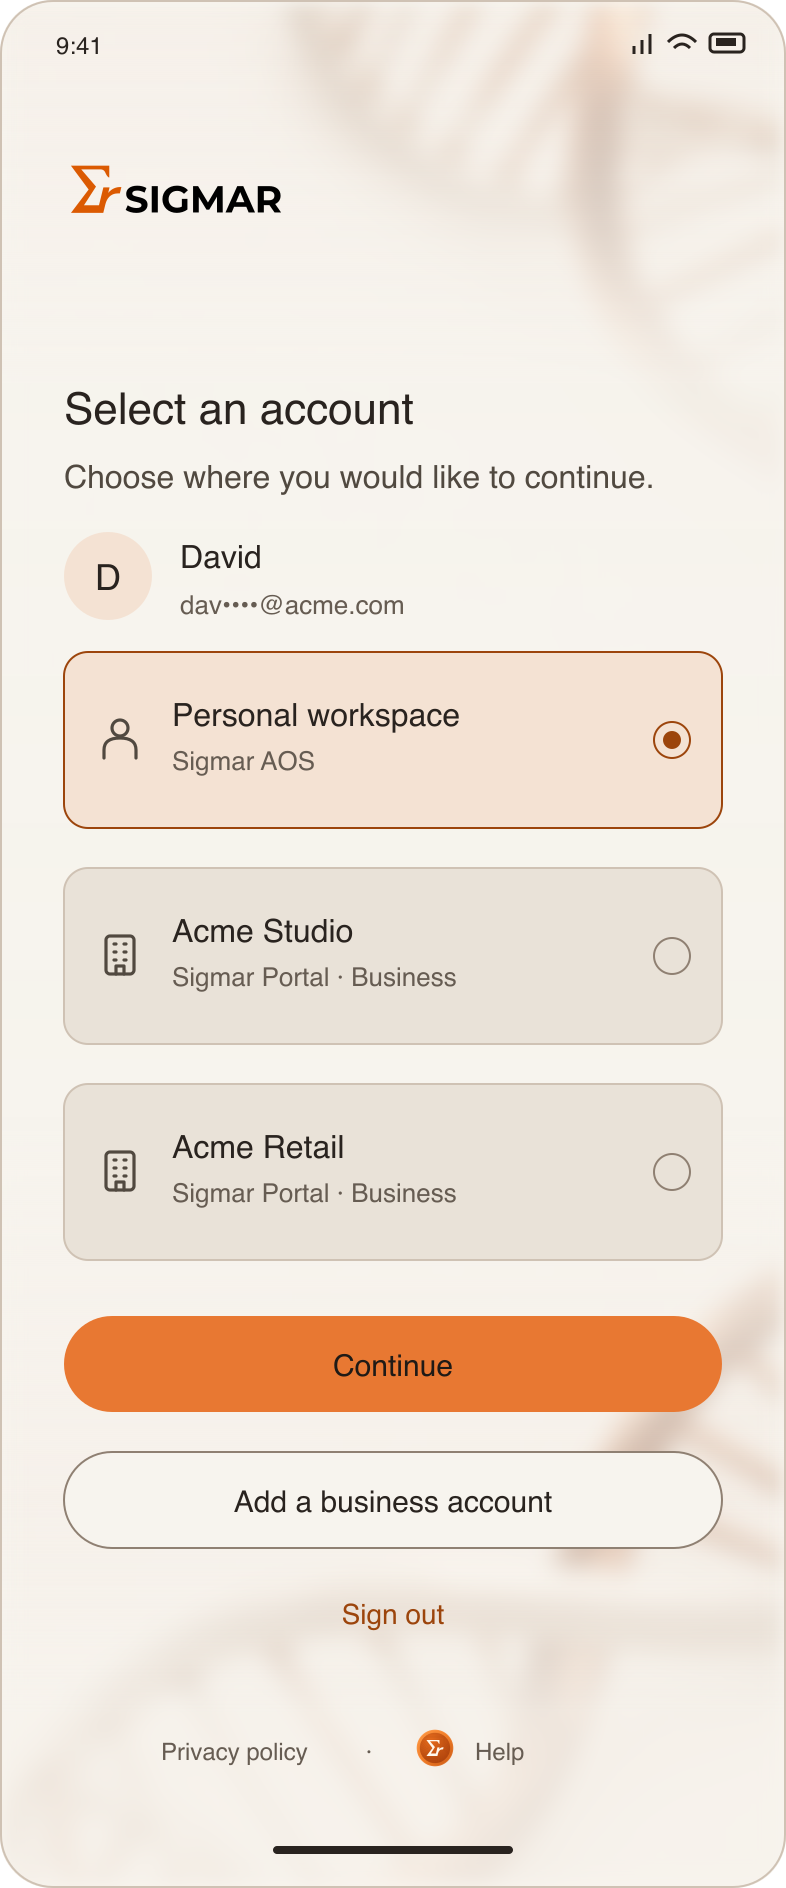 9:41
Σr SIGMAR
Select an account
Choose where you would like to continue.
D
David
dav••••@acme.com
Personal workspace
Sigmar AOS
Acme Studio
Sigmar Portal · Business
Acme Retail
Sigmar Portal · Business
Continue
Add a business account
Sign out
Privacy policy · Σr Help